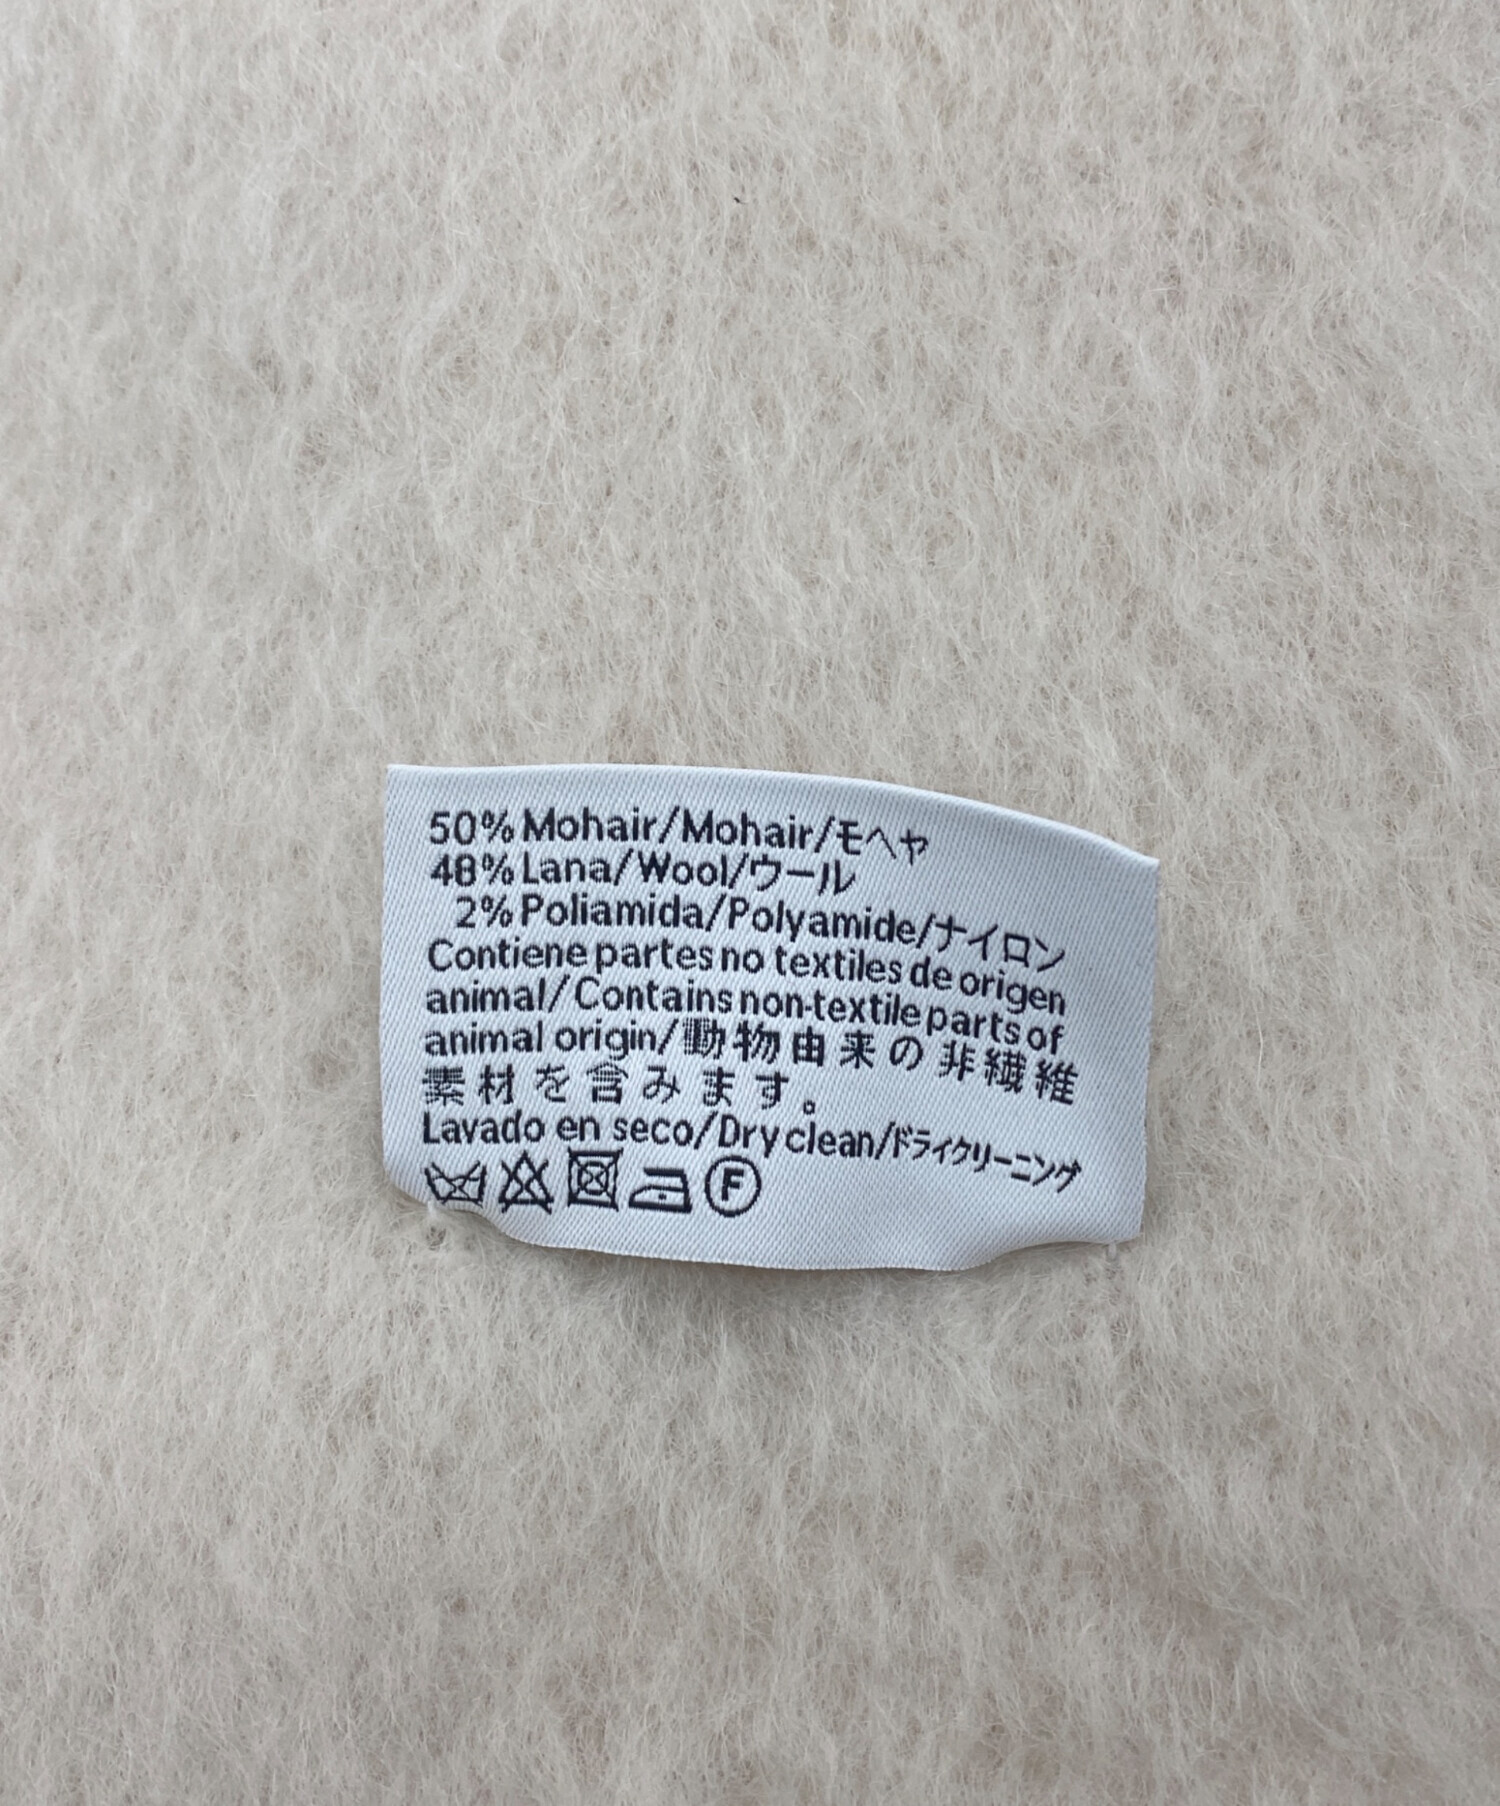 50% Mohair/Mohair/モヘヤ
48% Lana/Wool/ウール
2% Poliamida/Polyamide/ナイロン
Contiene partes no textiles de origen
animal/Contains non-textile parts of
animal origin/動物由来の非繊維
素材を含みます。
Lavado en seco/Dry clean/ドライクリーニング
F